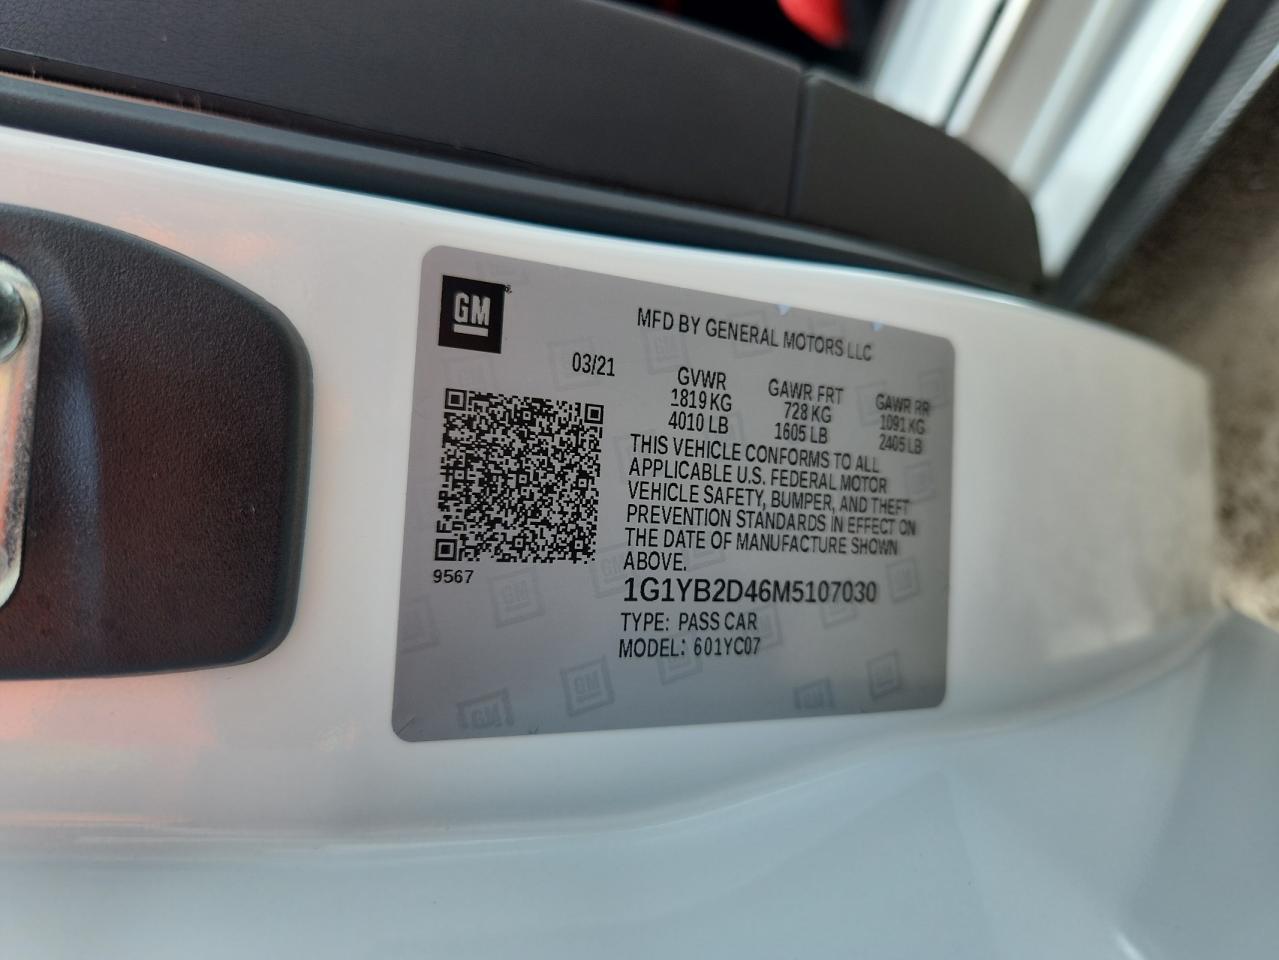 GM
MFD BY GENERAL MOTORS LLC
03/21
GVWR GAWR FRT GAWR RR
1819 KG 728 KG 1091 KG
4010 LB 1605 LB 2405 LB
THIS VEHICLE CONFORMS TO ALL
APPLICABLE U.S. FEDERAL MOTOR
VEHICLE SAFETY, BUMPER, AND THEFT
PREVENTION STANDARDS IN EFFECT ON
THE DATE OF MANUFACTURE SHOWN
ABOVE.
9567
1G1YB2D46M5107030
TYPE: PASS CAR
MODEL: 601YC07